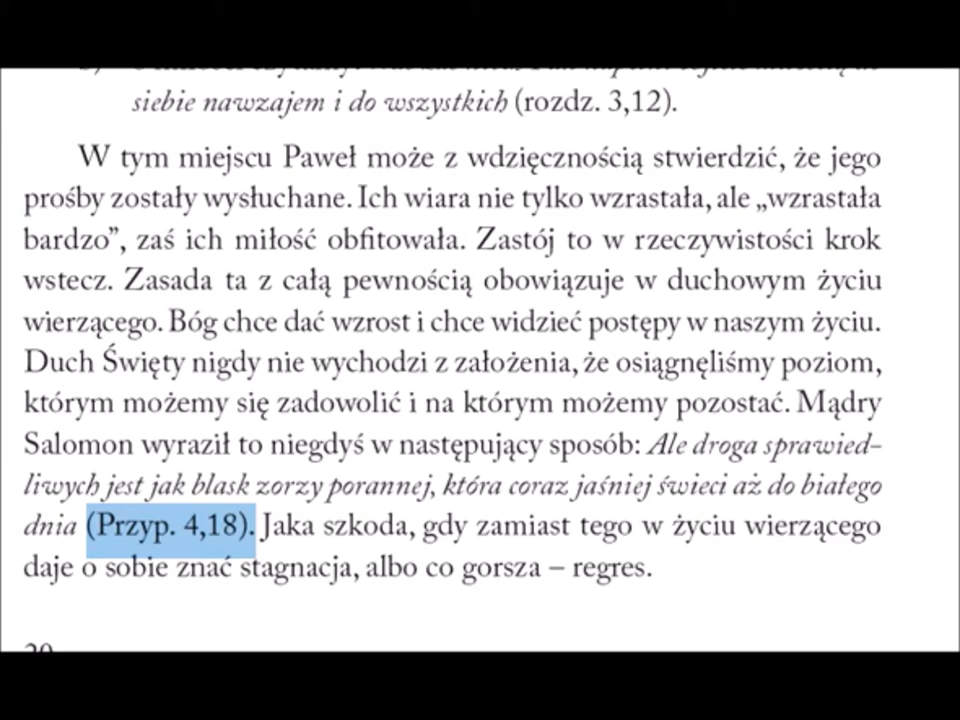 siebie nawzajem i do wszystkich (rozdz. 3,12).
W tym miejscu Paweł może z wdzięcznością stwierdzić, że jego
prośby zostały wysłuchane. Ich wiara nie tylko wzrastała, ale „wzrastała
bardzo”, zaś ich miłość obfitowała. Zastój to w rzeczywistości krok
wstecz. Zasada ta z całą pewnością obowiązuje w duchowym życiu
wierzącego. Bóg chce dać wzrost i chce widzieć postępy w naszym życiu.
Duch Święty nigdy nie wychodzi z założenia, że osiągnęliśmy poziom,
którym możemy się zadowolić i na którym możemy pozostać. Mądry
Salomon wyraził to niegdyś w następujący sposób: Ale droga sprawied-
liwych jest jak blask zorzy porannej, która coraz jaśniej świeci aż do białego
dnia (Przyp. 4,18). Jaka szkoda, gdy zamiast tego w życiu wierzącego
daje o sobie znać stagnacja, albo co gorsza – regres.